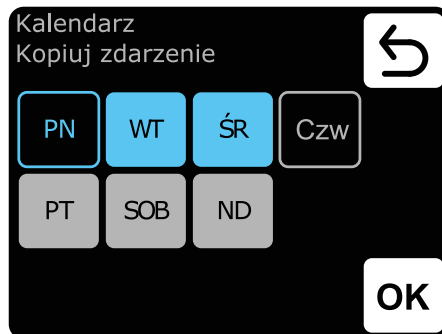 Kalendarz
Kopiuj zdarzenie
PN WT ŚR Czw
PT SOB ND
OK